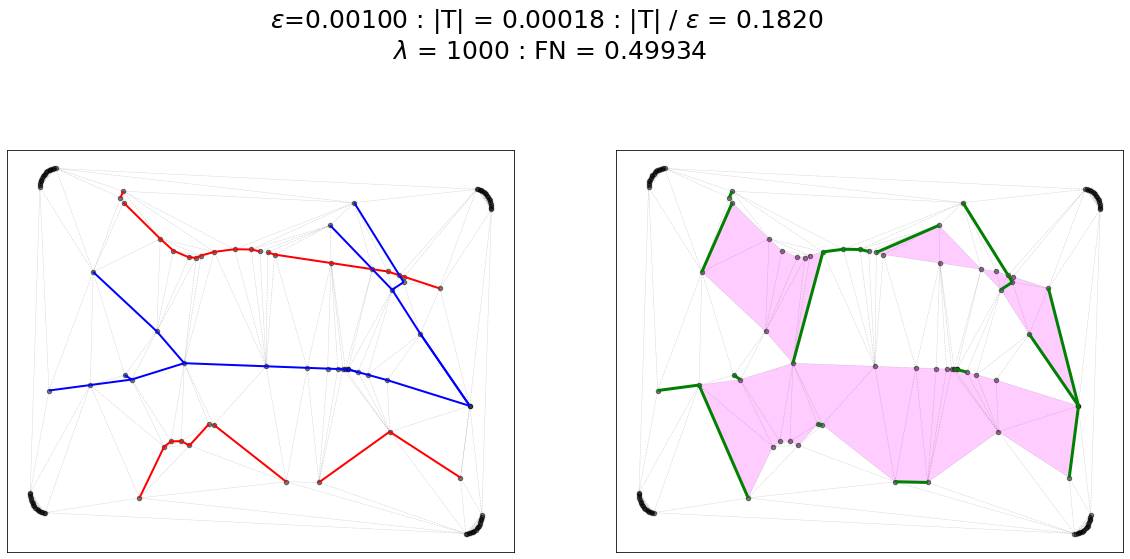 ε=0.00100 : |T| = 0.00018 : |T| / ε = 0.1820
λ = 1000 : FN = 0.49934